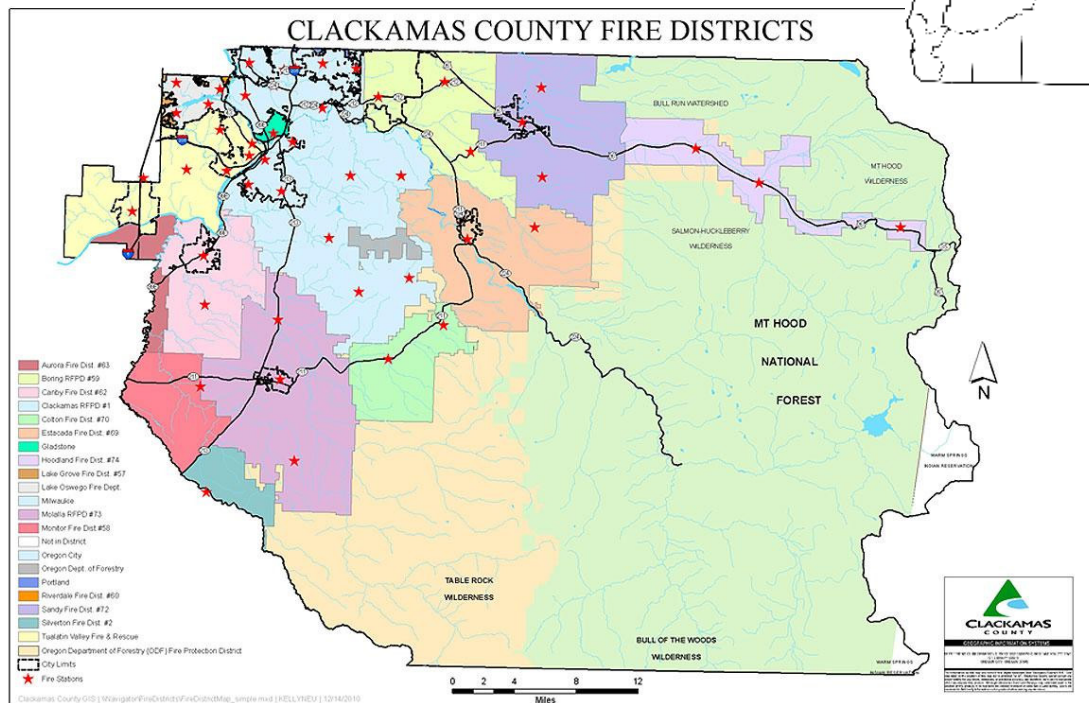 CLACKAMAS COUNTY FIRE DISTRICTS
BULL RUN WATERSHED
MT HOOD
WILDERNESS
SALMON-HUCKLEBERRY
WILDERNESS
MT HOOD
NATIONAL
FOREST
N
WARM SPRINGS
INDIAN RESERVATION
Aurora Fire Dist. #63
Boring RFPD #59
Canby Fire Dist #62
Clackamas RFPD #1
Colton Fire Dist. #70
Estacada Fire Dist. #69
Gladstone
Hoodland Fire Dist. #74
Lake Grove Fire Dist. #57
Lake Oswego Fire Dept.
Milwaukie
Molalla RFPD #73
Monitor Fire Dist #58
Not in District
Oregon City
Oregon Dept. of Forestry
Portland
Riverdale Fire Dist. #60
Sandy Fire Dist. #72
Silverton Fire Dist. #2
Tualatin Valley Fire & Rescue
Oregon Department of Forestry (ODF) Fire Protection District
City Limits
Fire Stations
TABLE ROCK
WILDERNESS
BULL OF THE WOODS
WILDERNESS
WARM SPRINGS
CLACKAMAS
COUNTY
GEOGRAPHIC INFORMATION SYSTEMS
0 2 4 8 12
Miles